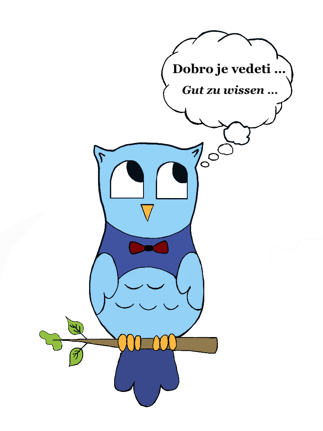 Dobro je vedeti ...
Gut zu wissen ...